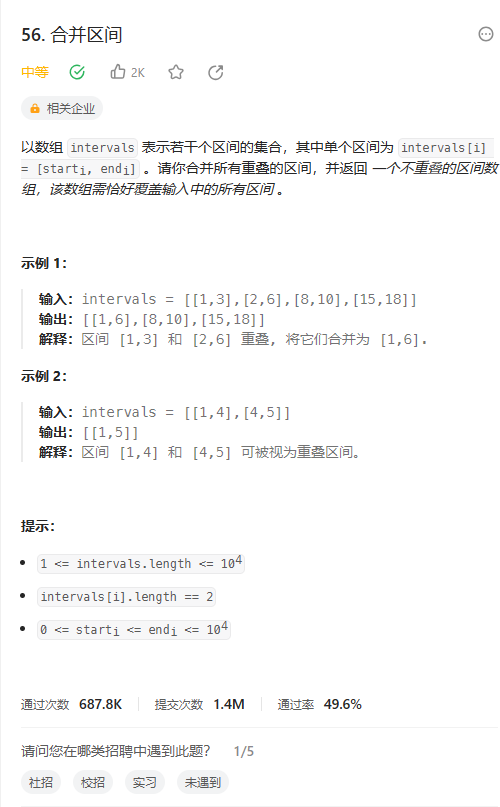 56. 合并区间
中等 2K
相关企业
以数组 intervals 表示若干个区间的集合，其中单个区间为 intervals[i]
= [starti, endi] 。请你合并所有重叠的区间，并返回 一个不重叠的区间数
组，该数组需恰好覆盖输入中的所有区间 。
示例 1：
输入：intervals = [[1,3],[2,6],[8,10],[15,18]]
输出：[[1,6],[8,10],[15,18]]
解释：区间 [1,3] 和 [2,6] 重叠, 将它们合并为 [1,6].
示例 2：
输入：intervals = [[1,4],[4,5]]
输出：[[1,5]]
解释：区间 [1,4] 和 [4,5] 可被视为重叠区间。
提示：
1 <= intervals.length <= 10^4
intervals[i].length == 2
0 <= starti <= endi <= 10^4
通过次数 687.8K 提交次数 1.4M 通过率 49.6%
请问您在哪类招聘中遇到此题？ 1/5
社招 校招 实习 未遇到